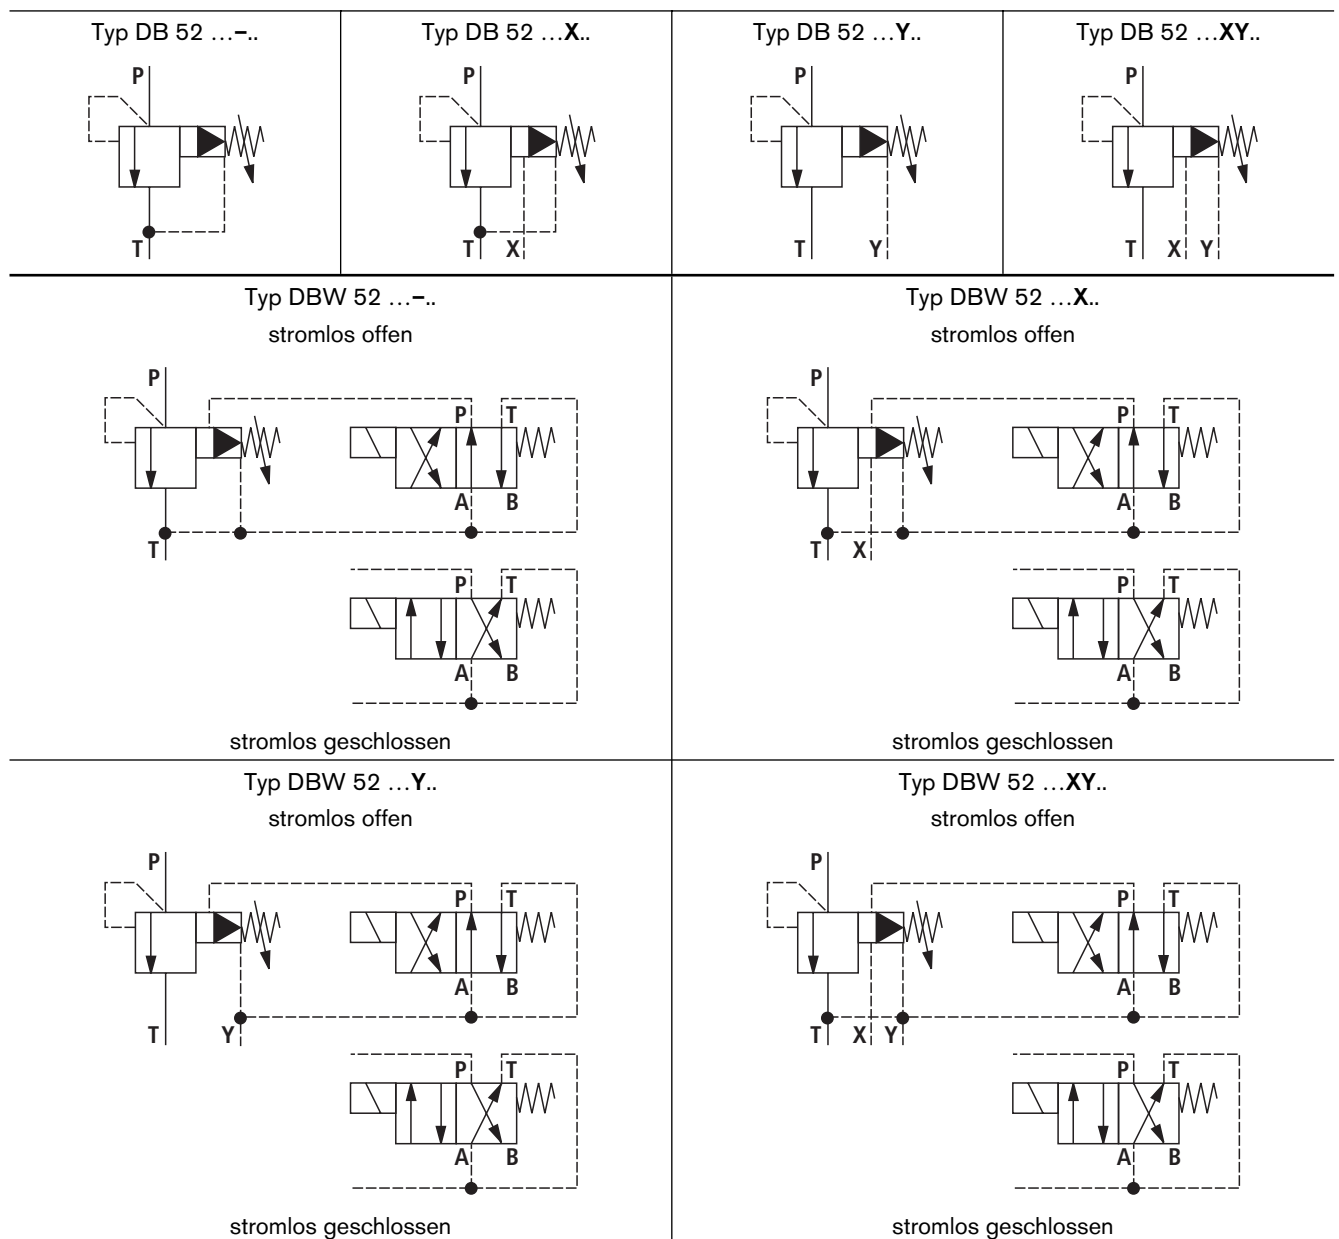 Typ DB 52 …–..
Typ DB 52 …X..
Typ DB 52 …Y..
Typ DB 52 …XY..
P
P
P
P
T
T X
T Y
T X Y
Typ DBW 52 …–..
stromlos offen
P
P T
A B
T
P T
A B
stromlos geschlossen
Typ DBW 52 …X..
stromlos offen
P
P T
A B
T X
P T
A B
stromlos geschlossen
Typ DBW 52 …Y..
stromlos offen
P
P T
A B
T Y
P T
A B
stromlos geschlossen
Typ DBW 52 …XY..
stromlos offen
P
P T
A B
T X Y
P T
A B
stromlos geschlossen